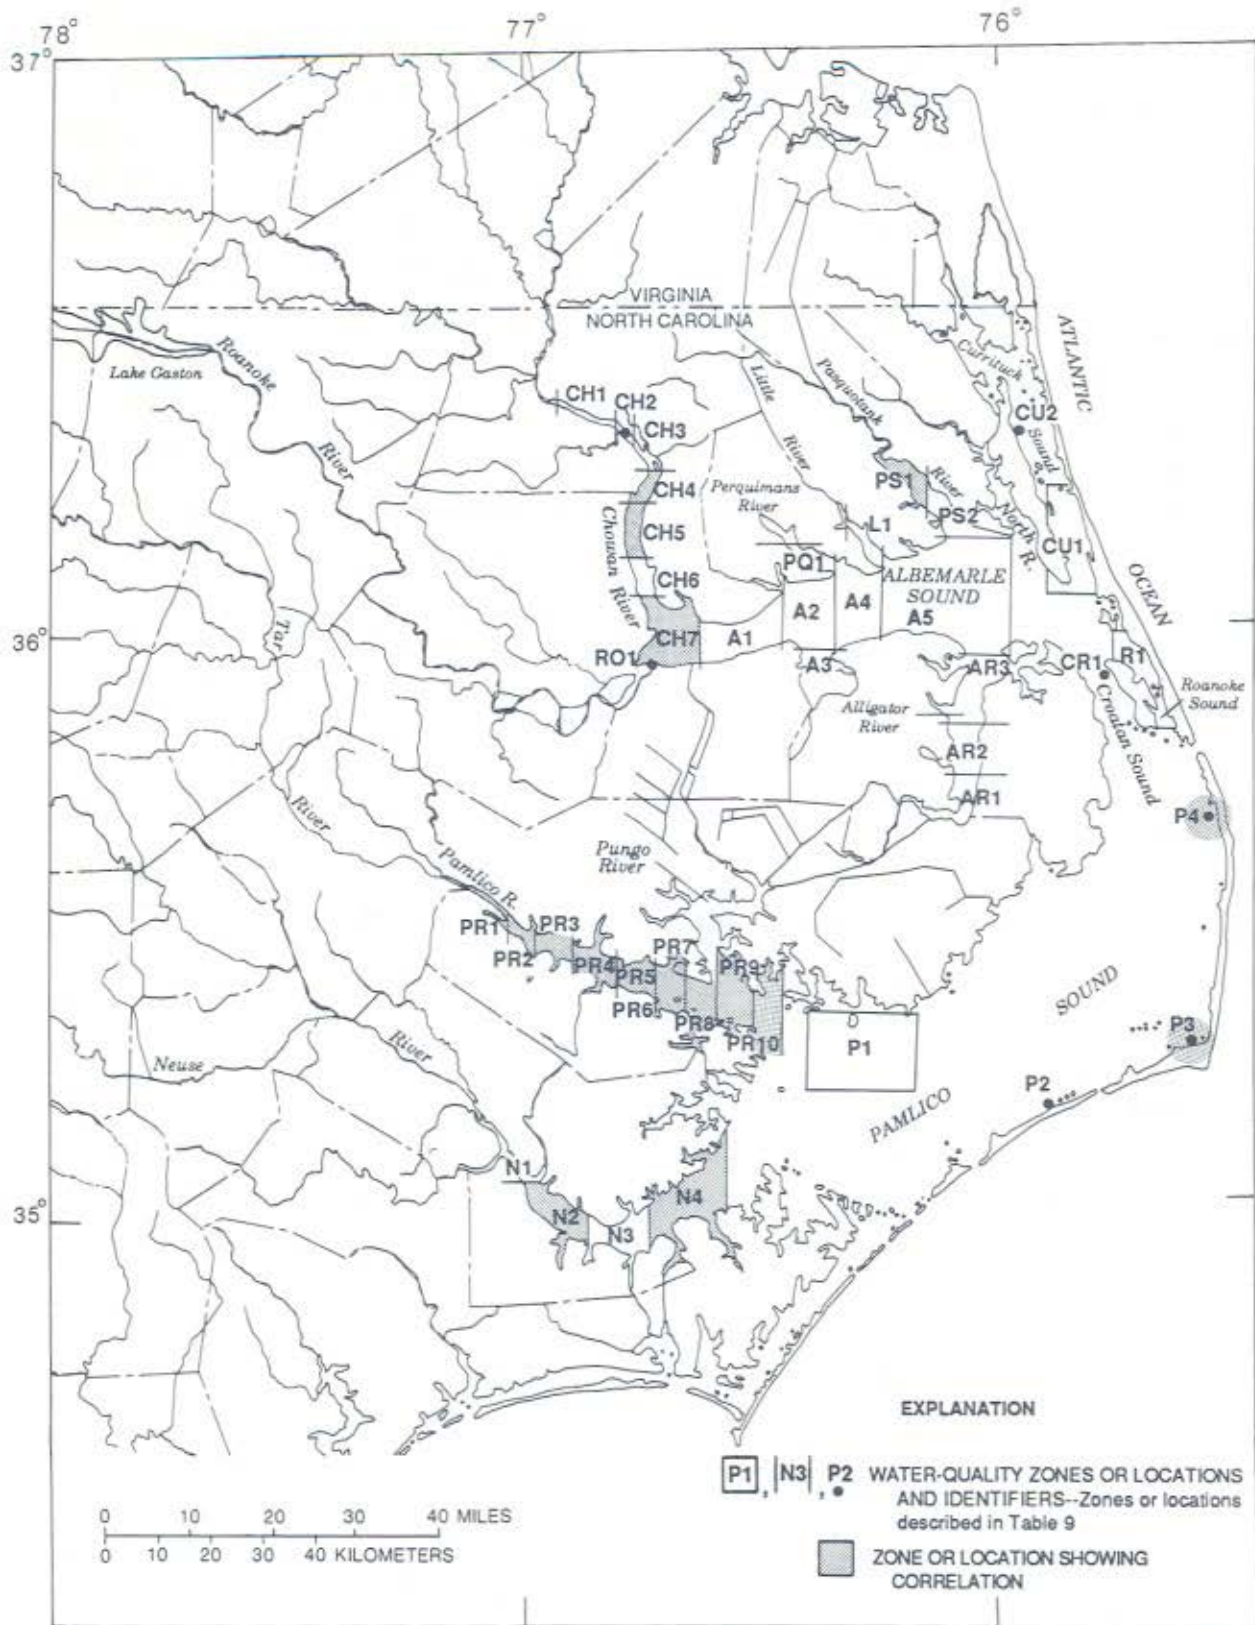 78°
77°
76°
37°
VIRGINIA
NORTH CAROLINA
Lake Gaston
Roanoke
River
CH1
CH2
CH3
CH4
CH5
CH6
CH7
Chowan River
RO1
Little
River
Pasquotank
River
PS1
PS2
Perquimans
River
L1
PQ1
North R.
Currituck
Sound
CU2
CU1
ATLANTIC
OCEAN
ALBEMARLE
SOUND
A1
A2
A3
A4
A5
36°
AR3
CR1
R1
Roanoke
Sound
Croatan Sound
Alligator
River
AR2
AR1
Tar
River
P4
Pungo
River
Pamlico R.
PR1
PR2
PR3
PR4
PR5
PR6
PR7
PR8
PR9
PR10
P1
SOUND
P3
P2
PAMLICO
Neuse
River
N1
N2
N3
N4
35°
EXPLANATION
P1 , N3 , P2 WATER-QUALITY ZONES OR LOCATIONS
AND IDENTIFIERS--Zones or locations
described in Table 9
ZONE OR LOCATION SHOWING
CORRELATION
0 10 20 30 40 MILES
0 10 20 30 40 KILOMETERS